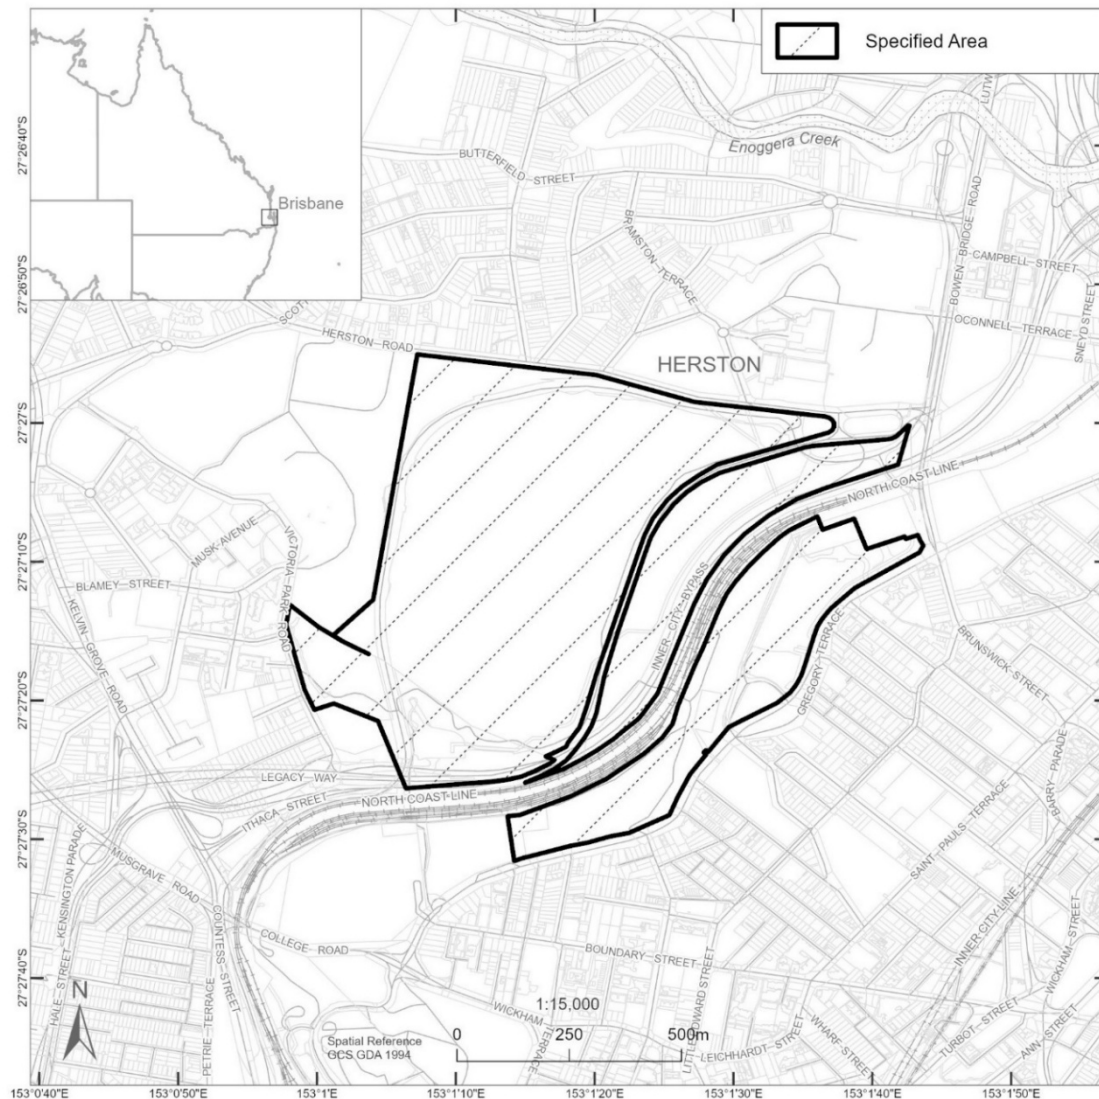 Specified Area
Brisbane
Enoggera Creek
BUTTERFIELD STREET
LUTW
BRAMSTON TERRACE
BOWEN BRIDGE ROAD
CAMPBELL STREET
OCONNELL TERRACE
SNEYD STREET
SCOTT
HERSTON ROAD
HERSTON
NORTH COAST LINE
MUSK AVENUE
VICTORIA PARK ROAD
BLAMEY STREET
KELVIN GROVE ROAD
INNER CITY BYPASS
GREGORY TERRACE
BRUNSWICK STREET
LEGACY WAY
ITHACA STREET
NORTH COAST LINE
BARRY PARADE
SAINT PAULS TERRACE
MUSGRAVE ROAD
HALE STREET
KENSINGTON PARADE
COUNTESS STREET
COLLEGE ROAD
BOUNDARY STREET
INNER CITY LINE
WICKHAM STREET
PETRIE TERRACE
WICKHAM TERRACE
LITTLE EDWARD STREET
LEICHHARDT STREET
WHARF STREET
TURBOT STREET
ANN STREET
N
1:15,000
0 250 500m
Spatial Reference
GCS GDA 1994
27°26'40"S
27°26'50"S
27°27'S
27°27'10"S
27°27'20"S
27°27'30"S
27°27'40"S
153°0'40"E 153°0'50"E 153°1'E 153°1'10"E 153°1'20"E 153°1'30"E 153°1'40"E 153°1'50"E